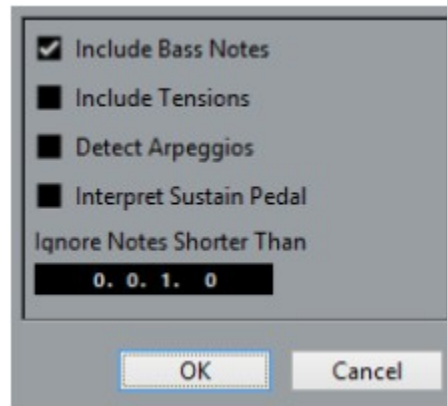 Include Bass Notes
Include Tensions
Detect Arpeggios
Interpret Sustain Pedal
Ignore Notes Shorter Than
0. 0. 1. 0
OK Cancel